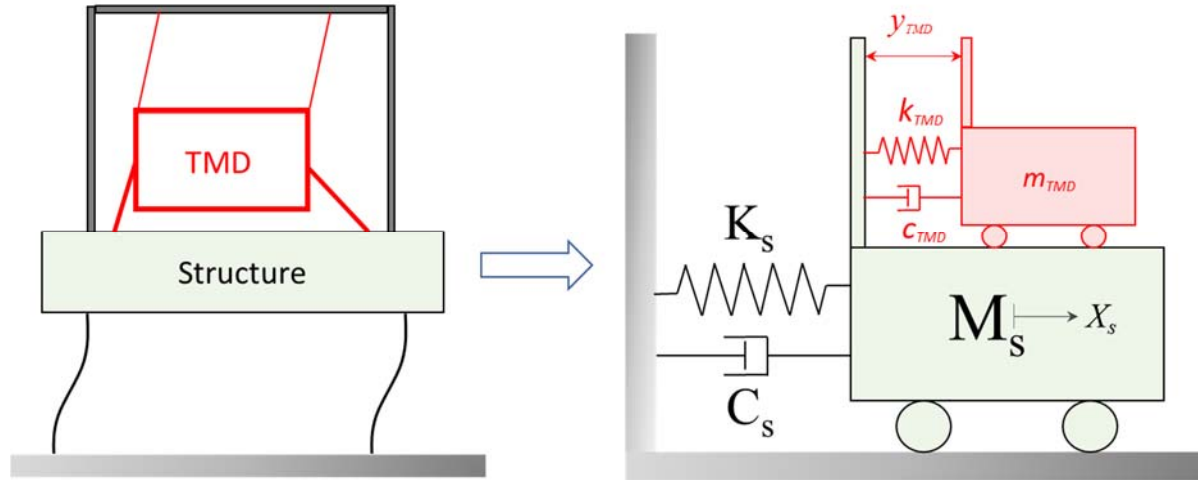 TMD
Structure
y_TMD
k_TMD
m_TMD
c_TMD
K_s
C_s
M_s
X_s